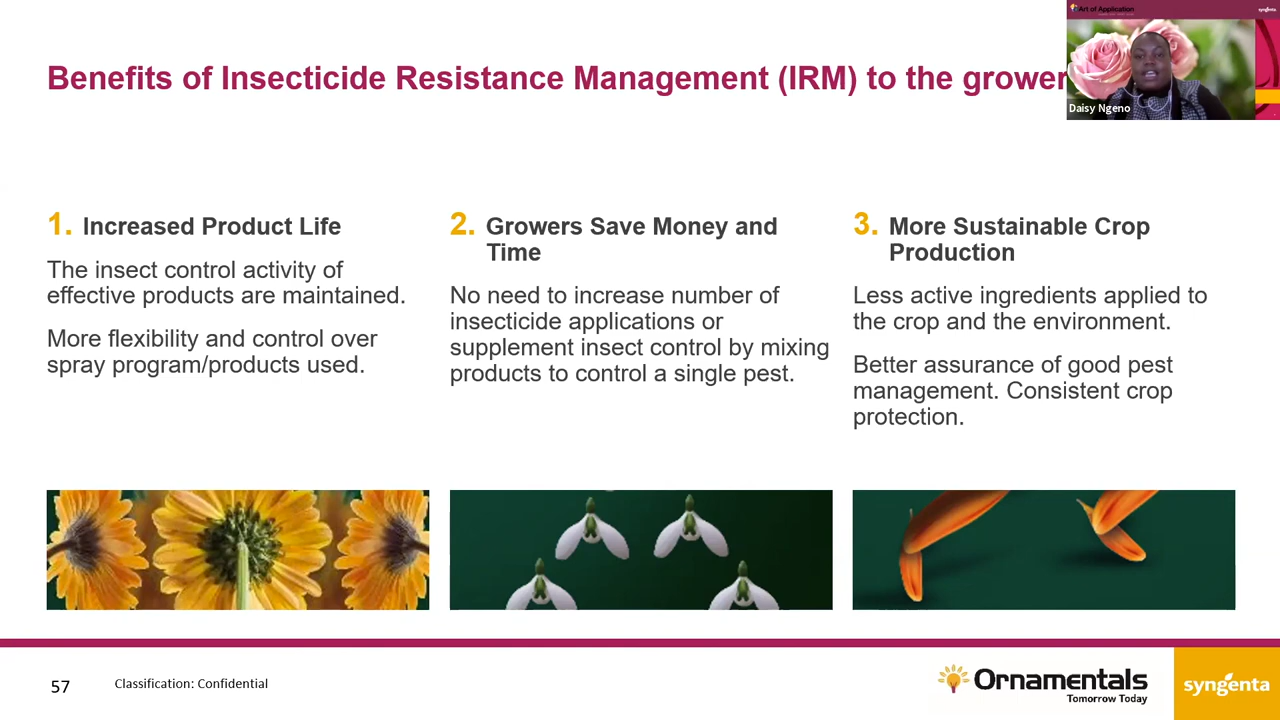 Art of Application
syngenta
Benefits of Insecticide Resistance Management (IRM) to the grower
Daisy Ngeno
1. Increased Product Life
The insect control activity of
effective products are maintained.
More flexibility and control over
spray program/products used.
2. Growers Save Money and
Time
No need to increase number of
insecticide applications or
supplement insect control by mixing
products to control a single pest.
3. More Sustainable Crop
Production
Less active ingredients applied to
the crop and the environment.
Better assurance of good pest
management. Consistent crop
protection.
57
Classification: Confidential
Ornamentals
Tomorrow Today
syngenta